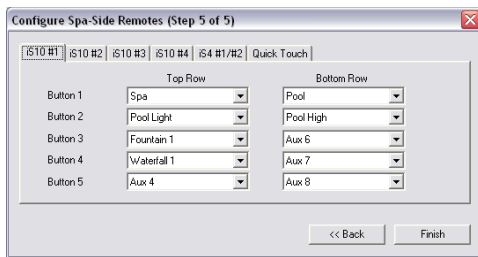 Configure Spa-Side Remotes (Step 5 of 5)
iS10 #1 iS10 #2 iS10 #3 iS10 #4 iS4 #1/#2 Quick Touch
Top Row Bottom Row
Button 1 Spa Pool
Button 2 Pool Light Pool High
Button 3 Fountain 1 Aux 6
Button 4 Waterfall 1 Aux 7
Button 5 Aux 4 Aux 8
<< Back Finish